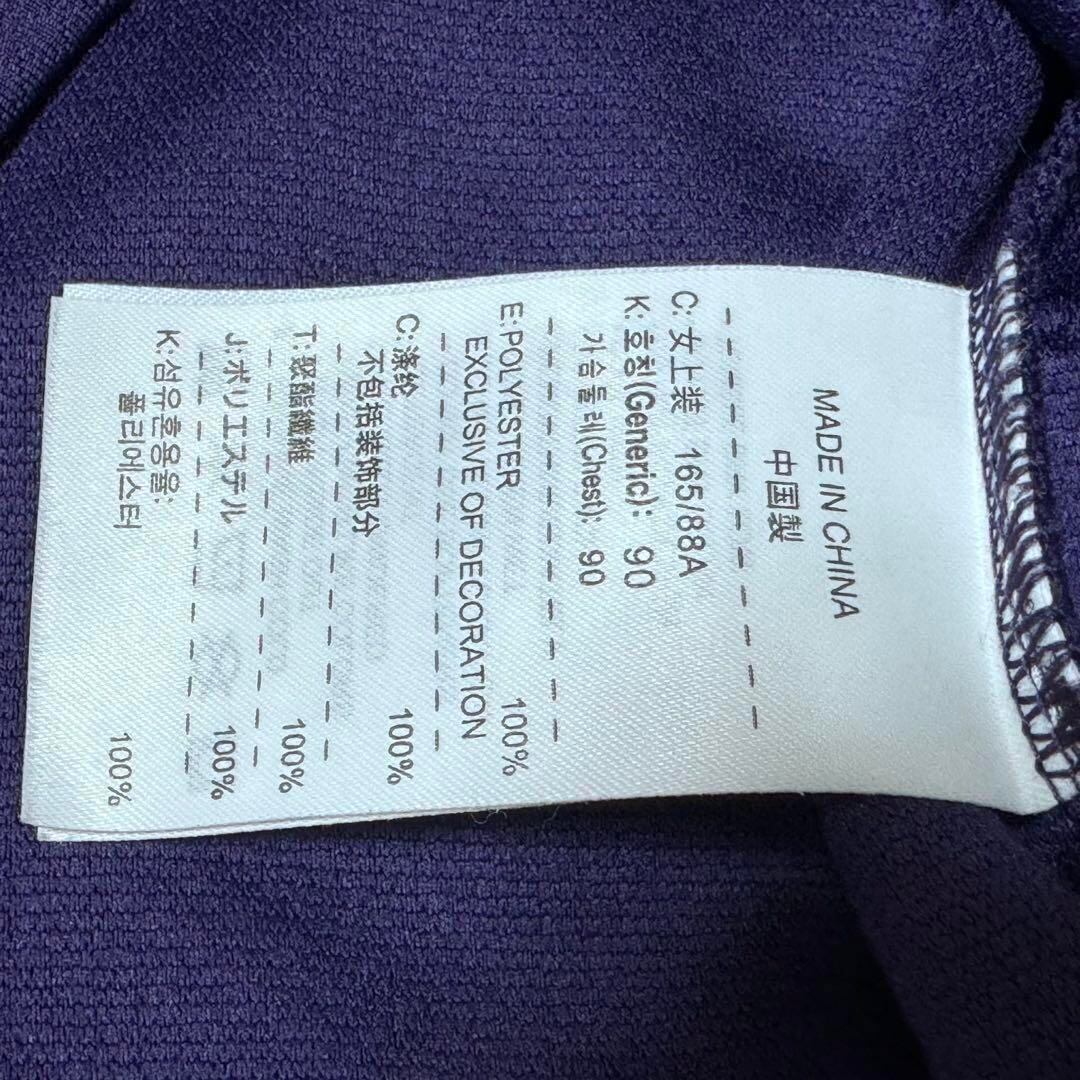 MADE IN CHINA
中国製
C: 女上装 165/88A
K: 호칭(Generic): 90
가슴둘레(Chest): 90
E:POLYESTER 100%
EXCLUSIVE OF DECORATION
C:涤纶 100%
不包括装饰部分
T: 聚酯纖維 100%
J:ポリエステル 100%
K:섬유혼용율:
폴리에스터 100%